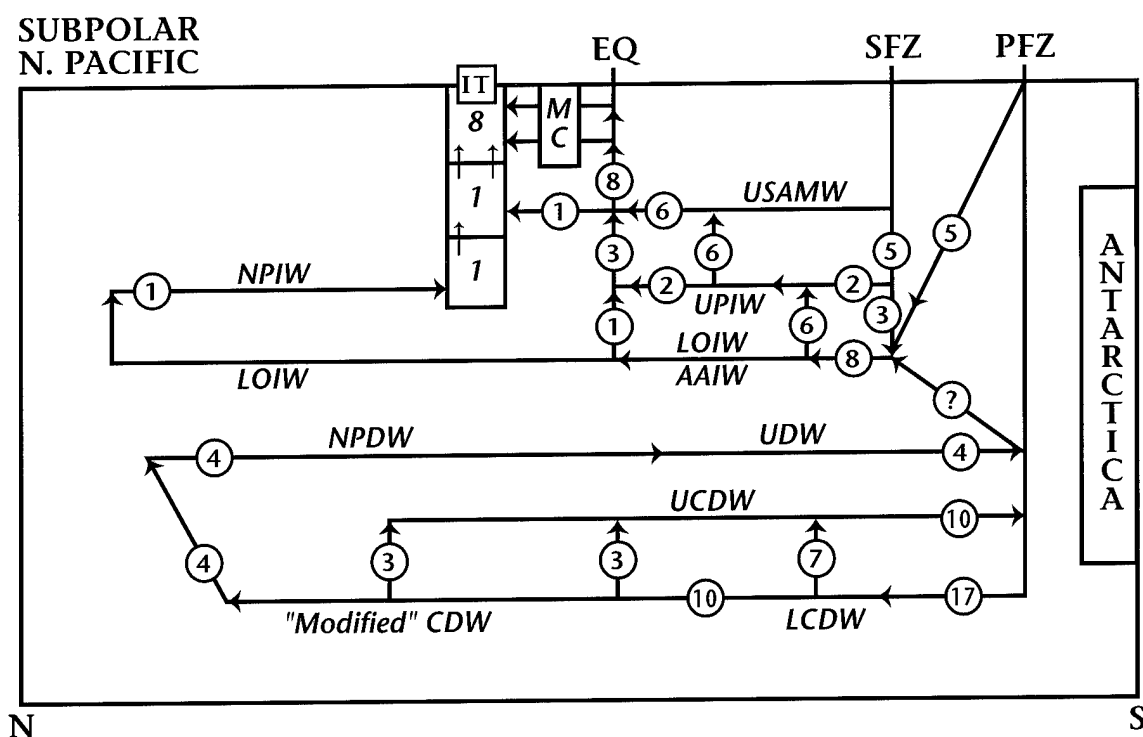 SUBPOLAR
N. PACIFIC
EQ
SFZ
PFZ
IT
8
M
C
1
1
8
1
6
USAMW
5
5
3
6
1
NPIW
2
UPIW
2
3
1
6
LOIW
8
LOIW
AAIW
?
4
NPDW
UDW
4
UCDW
10
4
3
3
7
10
17
"Modified" CDW
LCDW
ANTARCTICA
N
S